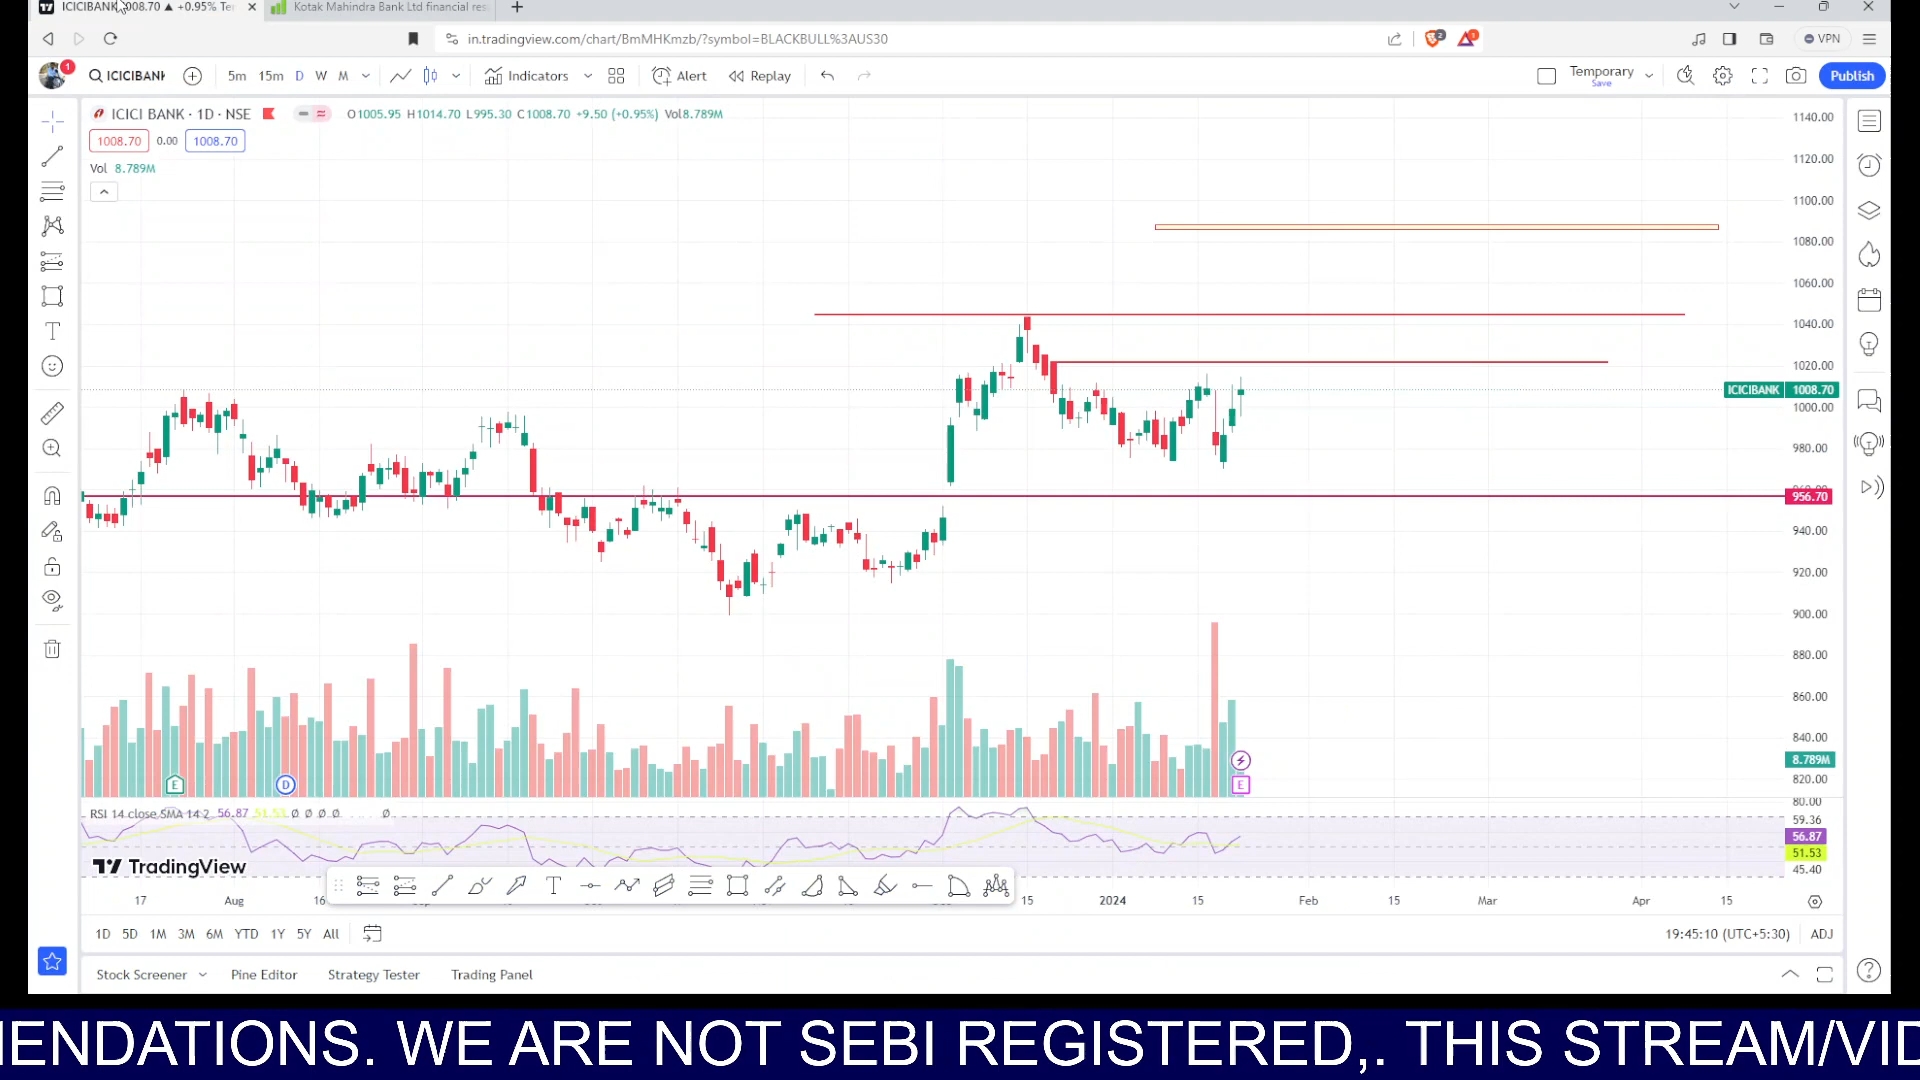 ICICIBANK 1008.70 ▲ +0.95% Te
Kotak Mahindra Bank Ltd financial res
in.tradingview.com/chart/BmMHKmzb/?symbol=BLACKBULL%3AUS30
2
1
VPN
1
ICICIBANK
5m 15m D W M
Indicators
Alert
Replay
Temporary
Save
Publish
ICICI BANK · 1D · NSE
O1005.95 H1014.70 L995.30 C1008.70 +9.50 (+0.95%) Vol8.789M
1008.70 0.00 1008.70
Vol 8.789M
1140.00
1120.00
1100.00
1080.00
1060.00
1040.00
1020.00
ICICIBANK 1008.70
1000.00
980.00
956.70
940.00
920.00
900.00
880.00
860.00
840.00
8.789M
820.00
E D E
RSI 14 close SMA 14 2 56.87 51.53 Ø Ø Ø Ø Ø
80.00
59.36
56.87
51.53
45.40
TradingView
17 Aug 16 15 2024 15 Feb 15 Mar Apr 15
1D 5D 1M 3M 6M YTD 1Y 5Y All
19:45:10 (UTC+5:30) ADJ
Stock Screener Pine Editor Strategy Tester Trading Panel
MENDATIONS. WE ARE NOT SEBI REGISTERED,. THIS STREAM/VID